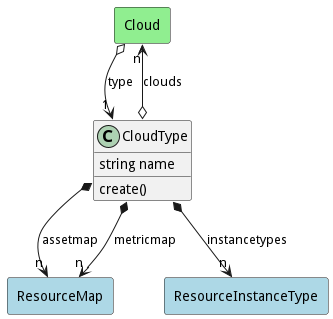 Cloud
n
type
clouds
1
C CloudType
string name
create()
assetmap
metricmap
instancetypes
n
n
n
ResourceMap
ResourceInstanceType